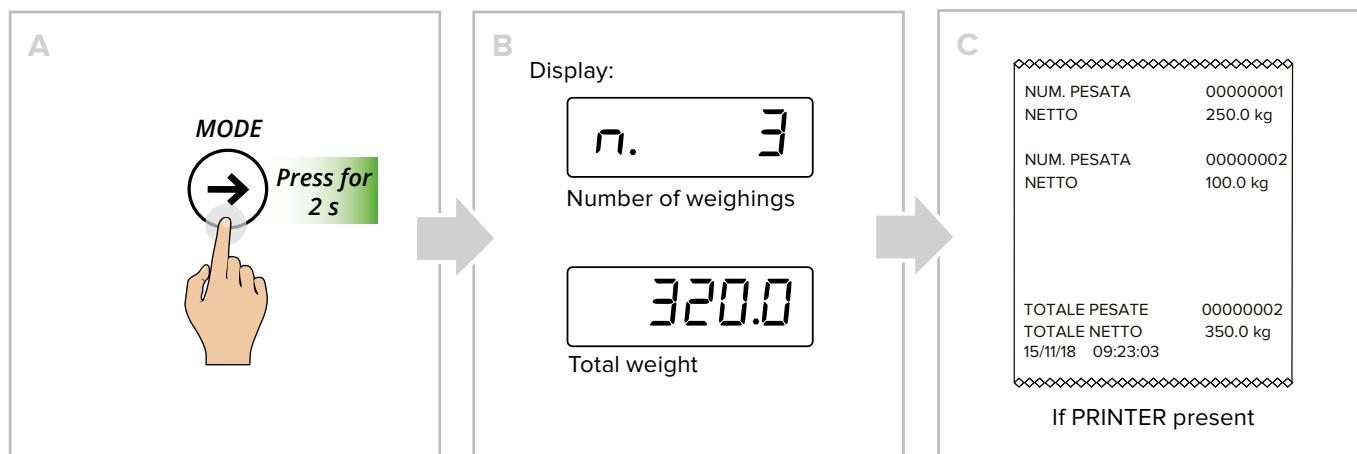 A
MODE
Press for
2 s
B
Display:
n. 3
Number of weighings
320.0
Total weight
C
NUM. PESATA 00000001
NETTO 250.0 kg
NUM. PESATA 00000002
NETTO 100.0 kg
TOTALE PESATE 00000002
TOTALE NETTO 350.0 kg
15/11/18 09:23:03
If PRINTER present